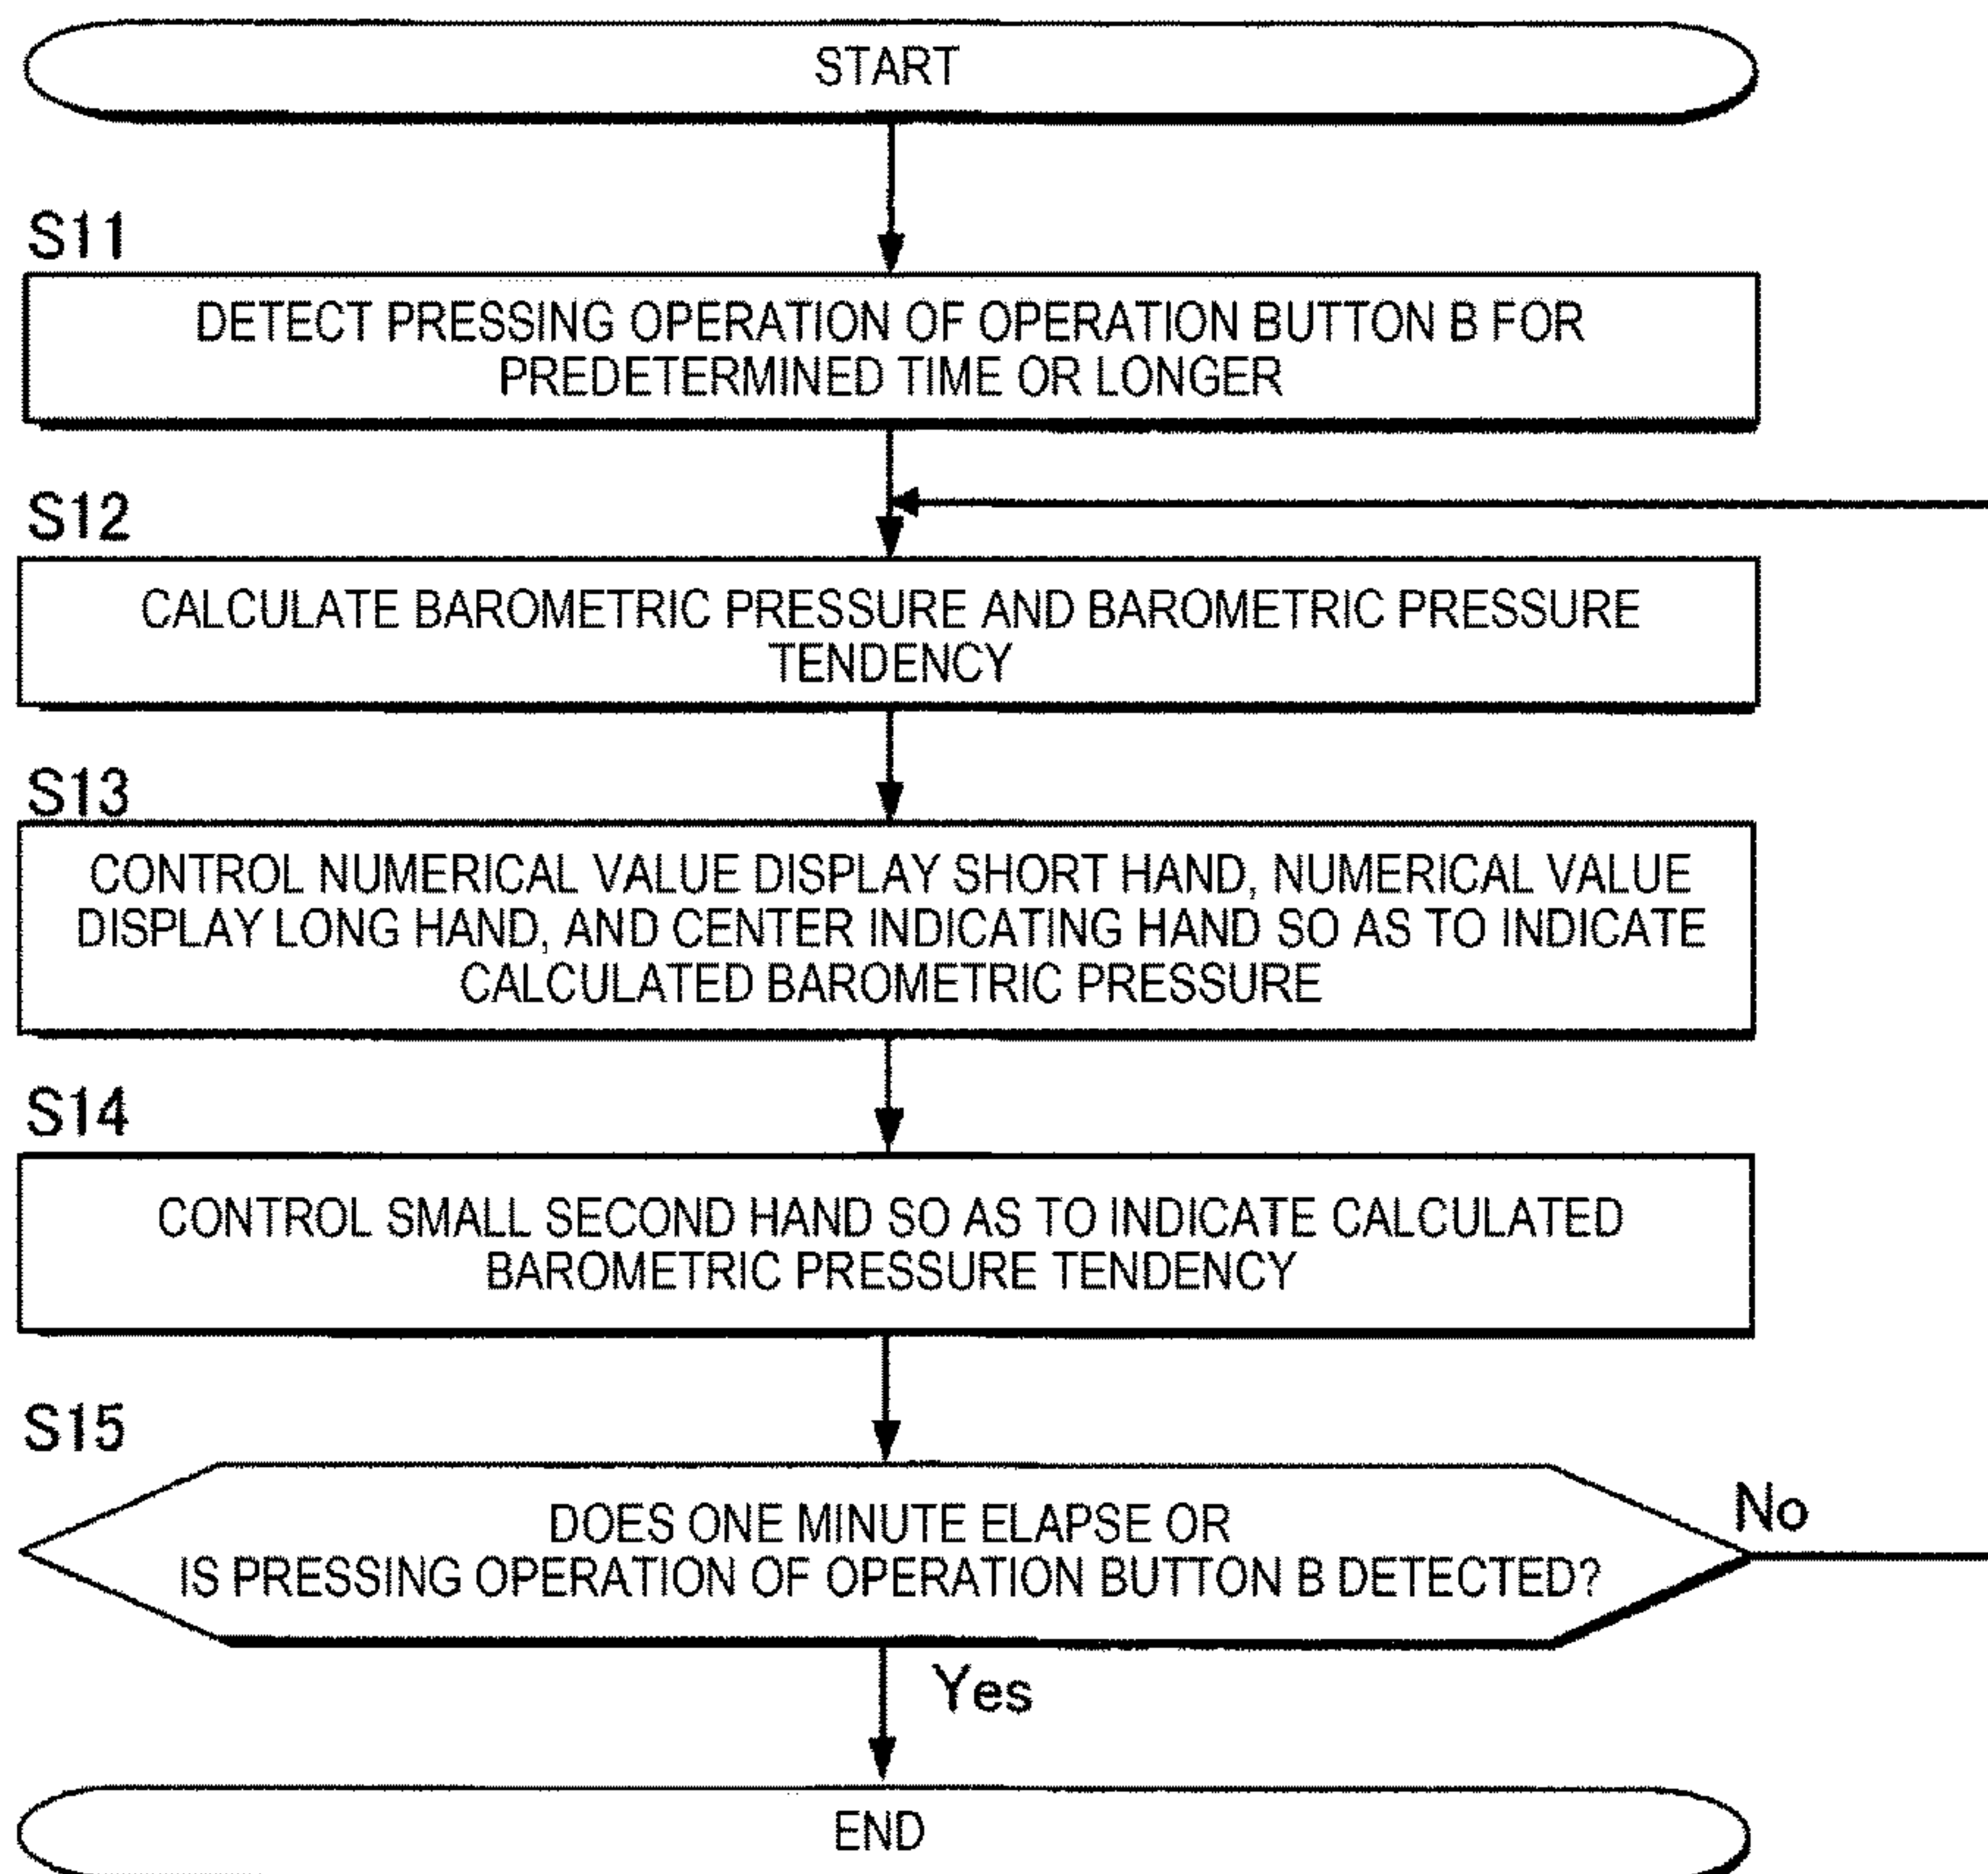 START
S11
DETECT PRESSING OPERATION OF OPERATION BUTTON B FOR
PREDETERMINED TIME OR LONGER
S12
CALCULATE BAROMETRIC PRESSURE AND BAROMETRIC PRESSURE
TENDENCY
S13
CONTROL NUMERICAL VALUE DISPLAY SHORT HAND, NUMERICAL VALUE
DISPLAY LONG HAND, AND CENTER INDICATING HAND SO AS TO INDICATE
CALCULATED BAROMETRIC PRESSURE
S14
CONTROL SMALL SECOND HAND SO AS TO INDICATE CALCULATED
BAROMETRIC PRESSURE TENDENCY
S15
DOES ONE MINUTE ELAPSE OR
IS PRESSING OPERATION OF OPERATION BUTTON B DETECTED?
No
Yes
END